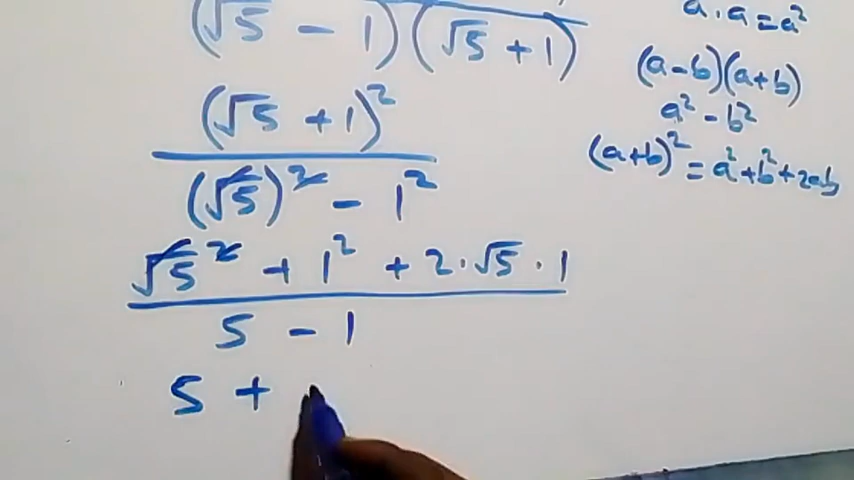 (√5 - 1)(√5 + 1)
(√5 + 1)²
(√5)² - 1²
√5² + 1² + 2·√5·1
5 - 1
5 +
a·a = a²
(a-b)(a+b)
a² - b²
(a+b)² = a² + b² + 2ab